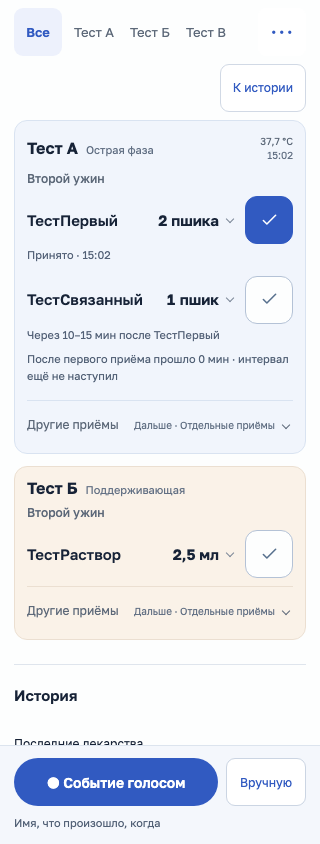 Все Тест А Тест Б Тест В
К истории
Тест А Острая фаза 37,7 °C
15:02
Второй ужин
ТестПервый 2 пшика
Принято · 15:02
ТестСвязанный 1 пшик
Через 10–15 мин после ТестПервый
После первого приёма прошло 0 мин · интервал
ещё не наступил
Другие приёмы Дальше · Отдельные приёмы
Тест Б Поддерживающая
Второй ужин
ТестРаствор 2,5 мл
Другие приёмы Дальше · Отдельные приёмы
История
Последние лекарства
Событие голосом Вручную
Имя, что произошло, когда